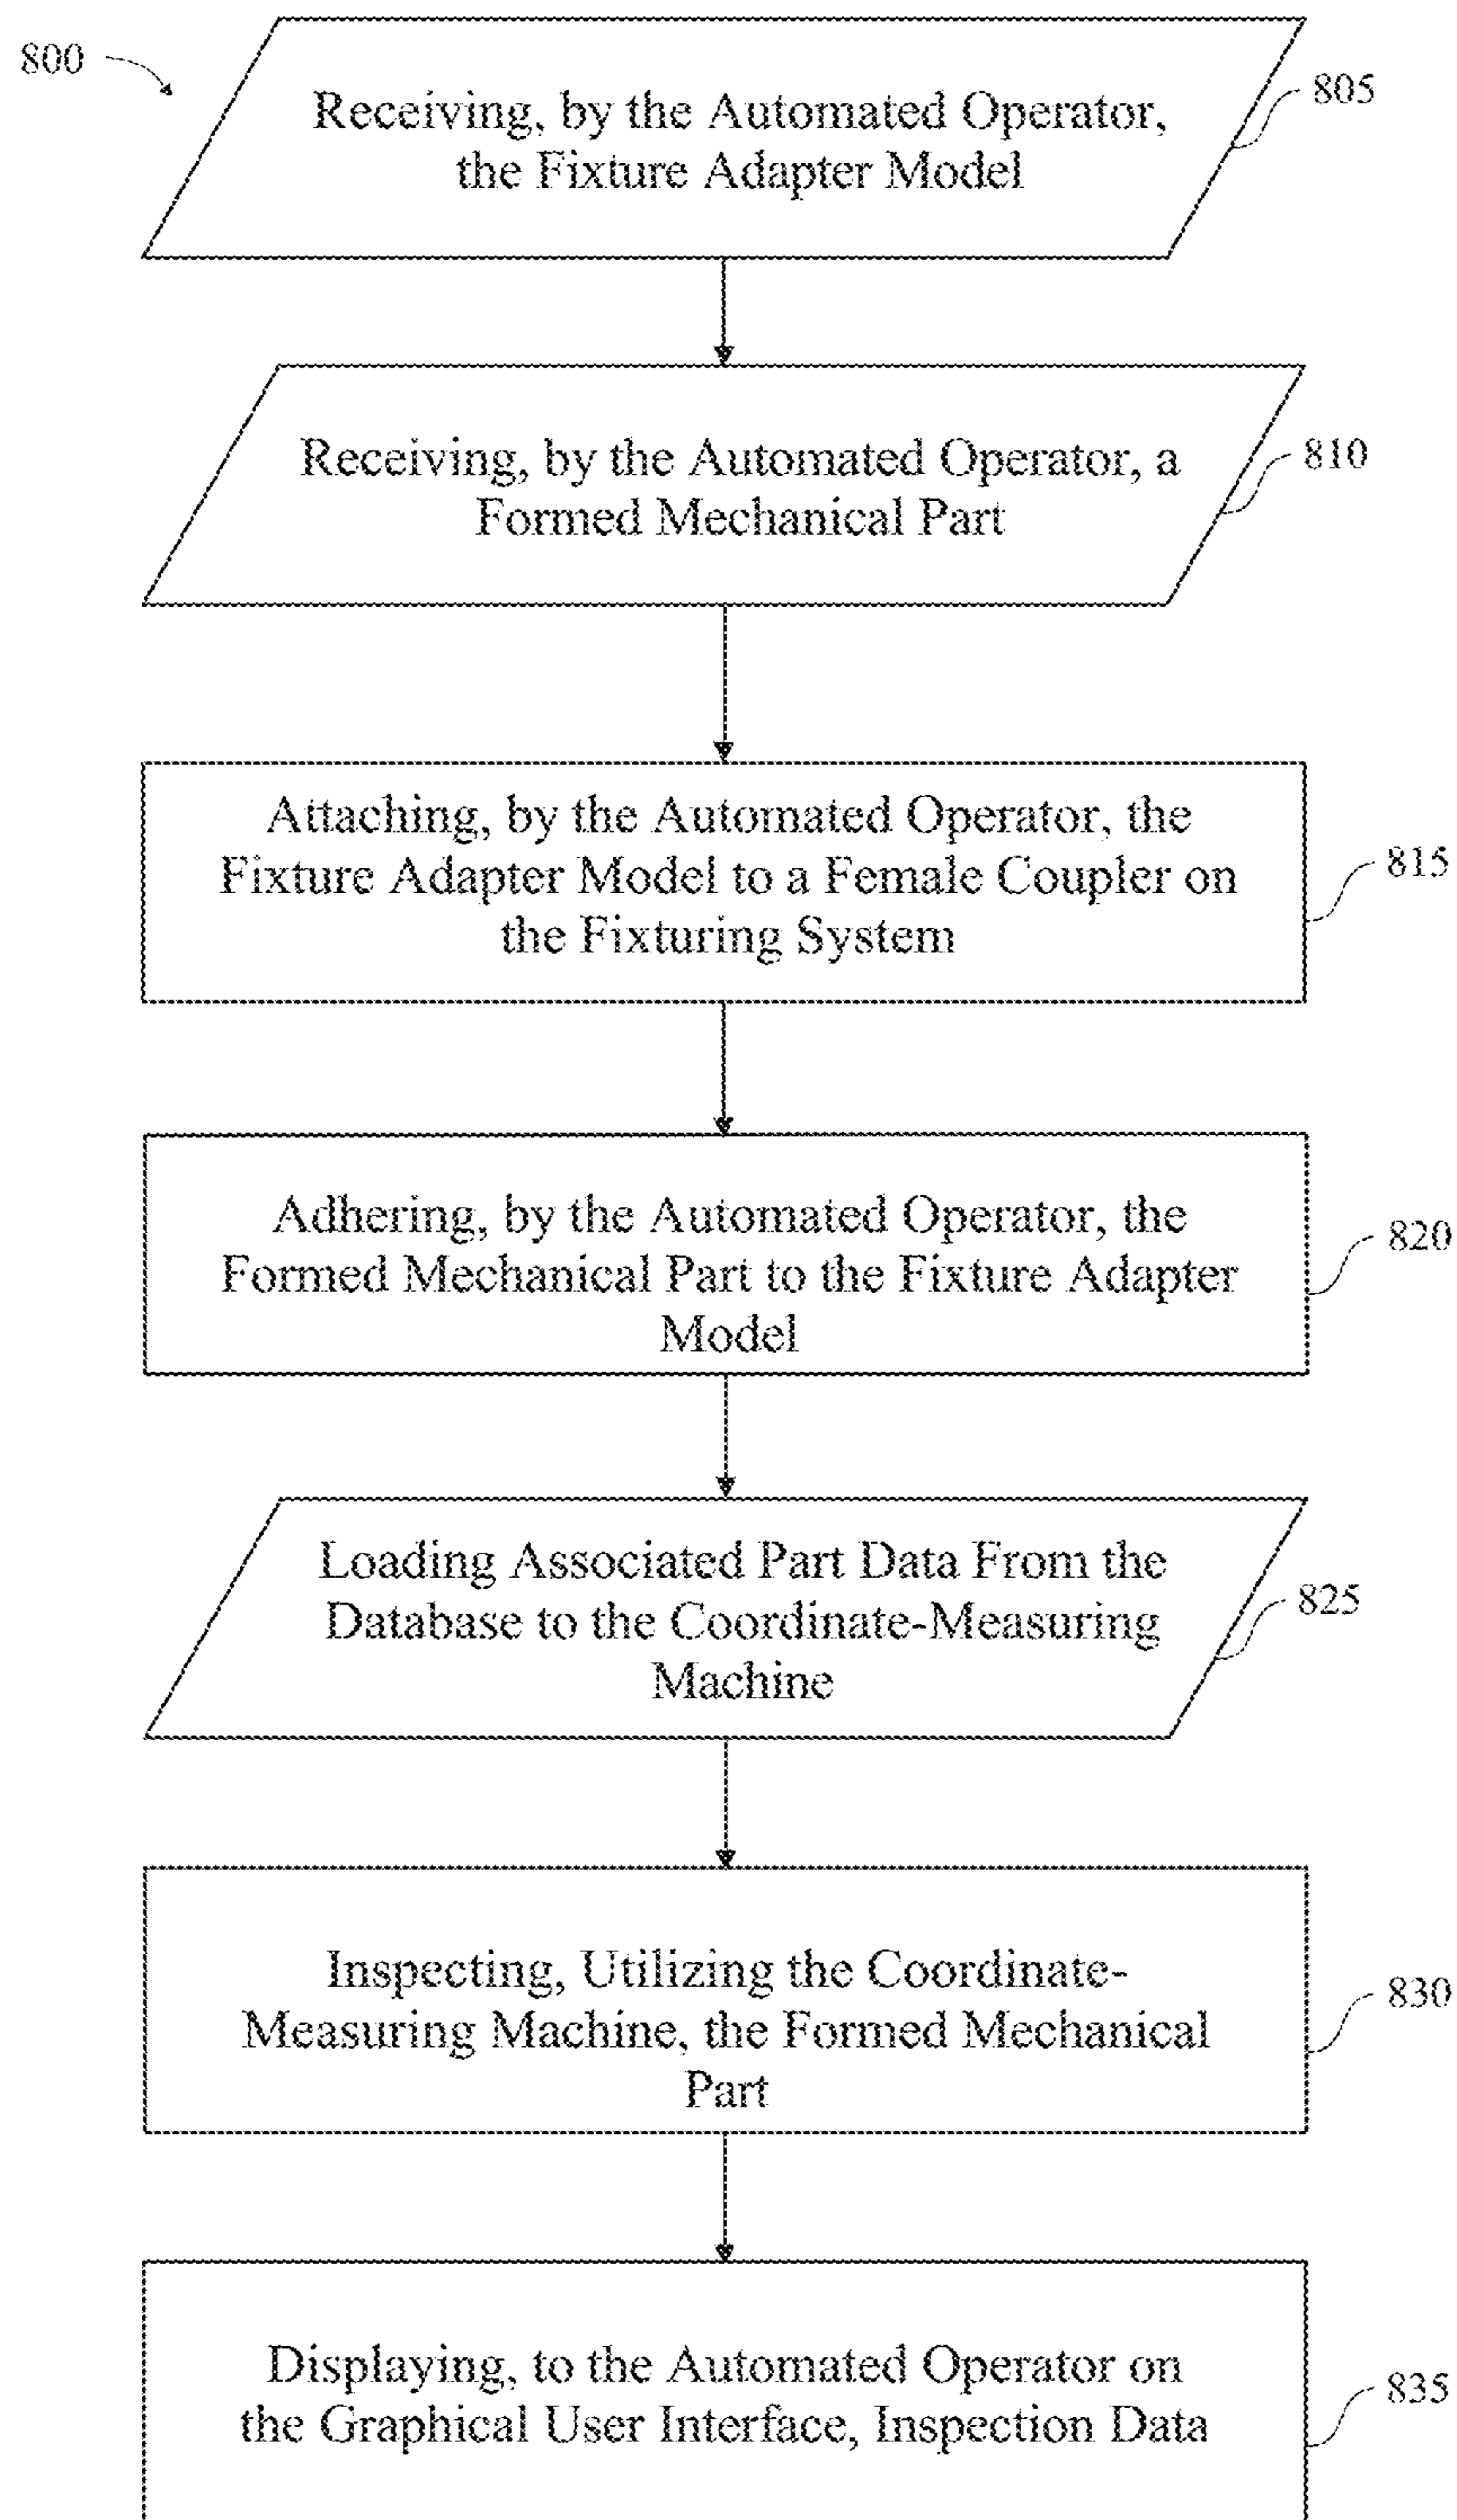 800
Receiving, by the Automated Operator,
the Fixture Adapter Model
805
Receiving, by the Automated Operator, a
Formed Mechanical Part
810
Attaching, by the Automated Operator, the
Fixture Adapter Model to a Female Coupler on
the Fixturing System
815
Adhering, by the Automated Operator, the
Formed Mechanical Part to the Fixture Adapter
Model
820
Loading Associated Part Data From the
Database to the Coordinate-Measuring
Machine
825
Inspecting, Utilizing the Coordinate-
Measuring Machine, the Formed Mechanical
Part
830
Displaying, to the Automated Operator on
the Graphical User Interface, Inspection Data
835